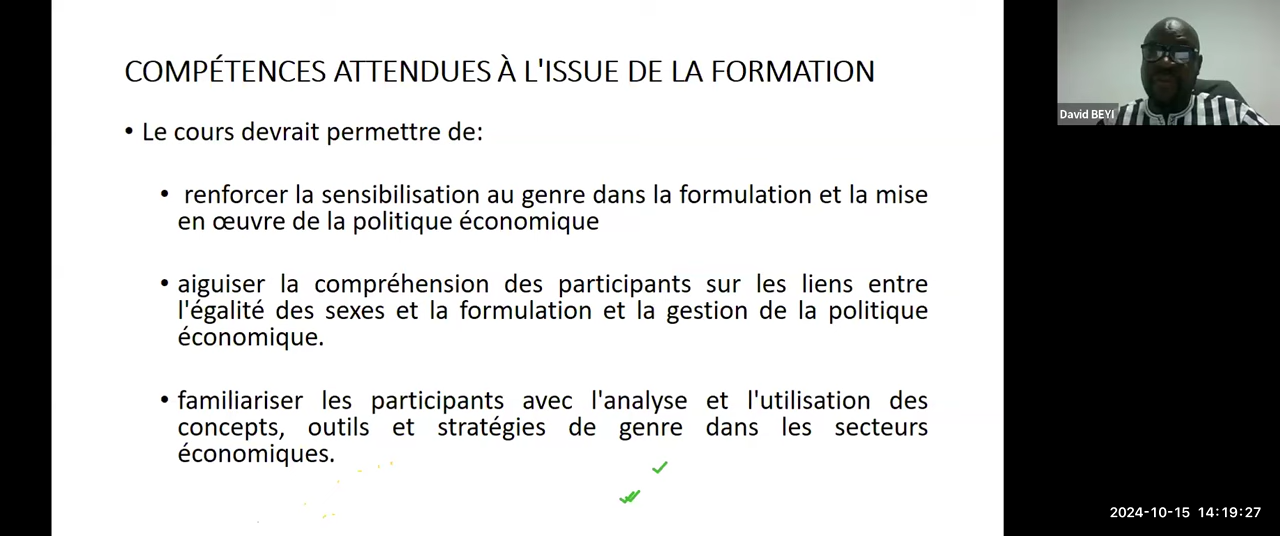 COMPÉTENCES ATTENDUES À L'ISSUE DE LA FORMATION
• Le cours devrait permettre de:
• renforcer la sensibilisation au genre dans la formulation et la mise
en œuvre de la politique économique
• aiguiser la compréhension des participants sur les liens entre
l'égalité des sexes et la formulation et la gestion de la politique
économique.
• familiariser les participants avec l'analyse et l'utilisation des
concepts, outils et stratégies de genre dans les secteurs
économiques.
David BEYI
2024-10-15 14:19:27